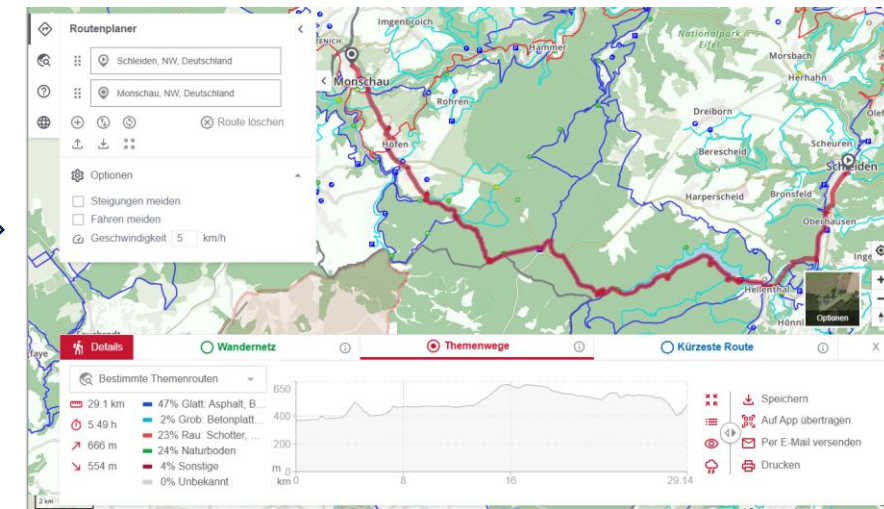 Routenplaner
Schleiden, NW, Deutschland
Monschau, NW, Deutschland
Route löschen
Optionen
Steigungen meiden
Fähren meiden
Geschwindigkeit 5 km/h
Imgenbroich
Hammer
Nationalpark
Eifel
Morsbach
Herhahn
Monschau
Rohren
Dreiborn
Höfen
Berescheid
Scheuren
Schleiden
Harperscheid
Bronsfeld
Oberhausen
Hellenthal
Optionen
Details
Wandernetz
Themenwege
Kürzeste Route
X
Bestimmte Themenrouten
29.1 km
5:49 h
666 m
554 m
47% Glatt: Asphalt, B...
2% Grob: Betonplatt...
23% Rau: Schotter, ...
24% Naturboden
4% Sonstige
0% Unbekannt
650
400
200
m 0
km 0 8 16 29.14
Speichern
Auf App übertragen
Per E-Mail versenden
Drucken
2 km